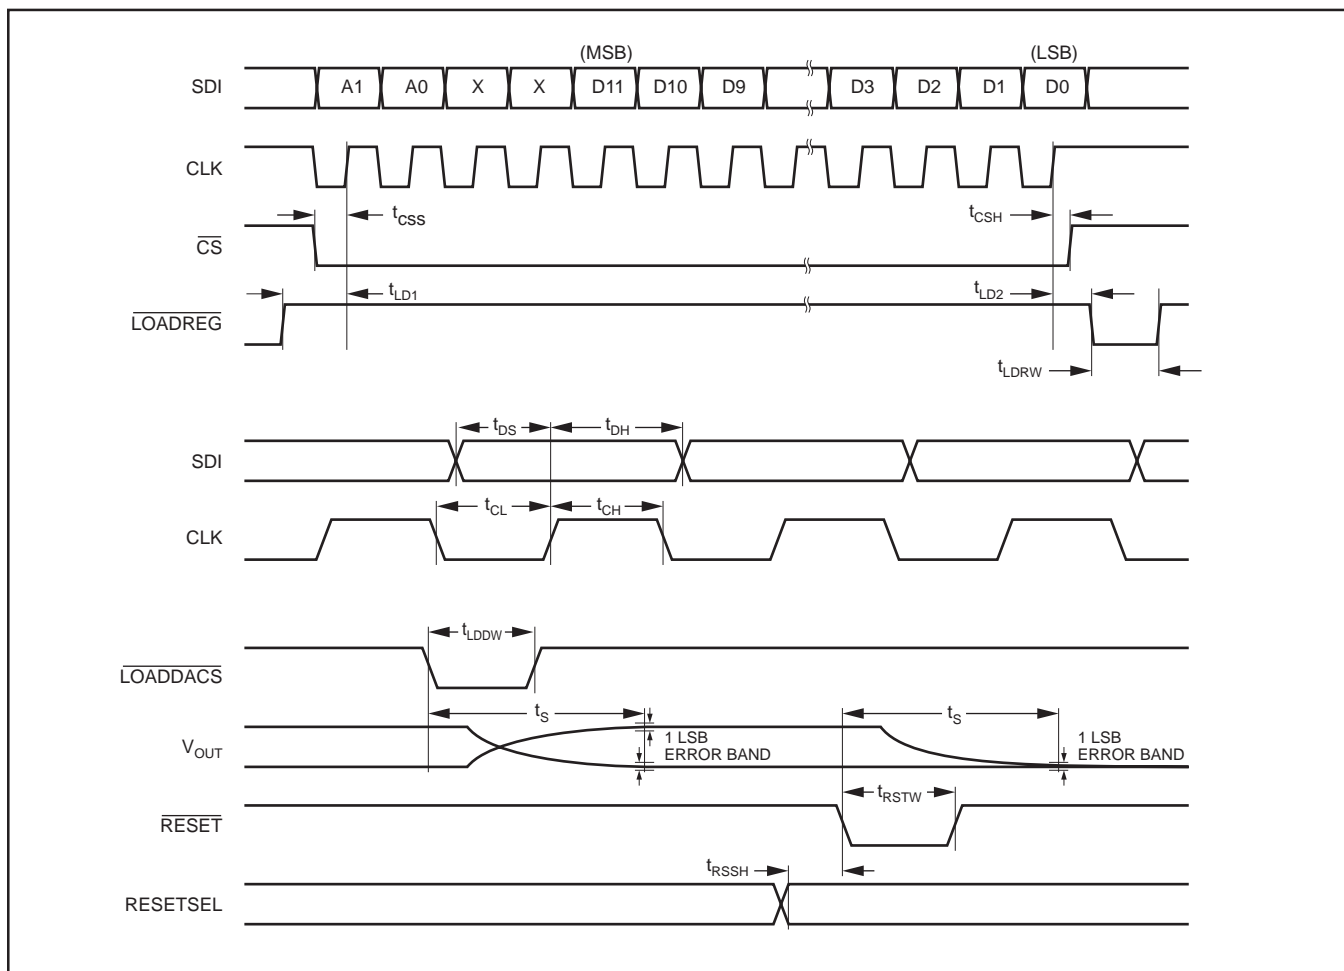 (MSB) (LSB)
SDI A1 A0 X X D11 D10 D9 D3 D2 D1 D0
CLK
tCSS tCSH
CS
tLD1 tLD2
LOADREG
tLDRW
tDS tDH
SDI
tCL tCH
CLK
tLDDW
LOADDACS
tS tS
VOUT
1 LSB
ERROR BAND
1 LSB
ERROR BAND
tRSTW
RESET
tRSSH
RESETSEL